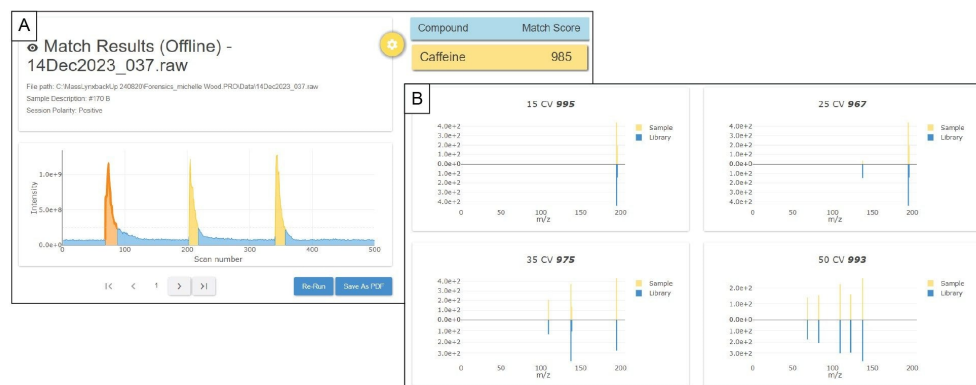 A
Match Results (Offline) -
14Dec2023_037.raw
File path: C:\MassLynxbackUp 240820\Forensics_michelle Wood.PRO\Data\14Dec2023_037.raw
Sample Description: #170 B
Session Polarity: Positive
Compound Match Score
Caffeine 985
Intensity
1.0e+9
5.0e+8
0.0e+0
0 100 200 300 400 500
Scan number
1
Re-Run Save As PDF
B
15 CV 995
4.0e+2
3.0e+2
2.0e+2
1.0e+2
0.0e+0
1.0e+2
2.0e+2
3.0e+2
4.0e+2
0 50 100 150 200
m/z
Sample
Library
25 CV 967
4.0e+2
3.0e+2
2.0e+2
1.0e+2
0.0e+0
1.0e+2
2.0e+2
3.0e+2
4.0e+2
0 50 100 150 200
m/z
Sample
Library
35 CV 975
4.0e+2
3.0e+2
2.0e+2
1.0e+2
0.0e+0
1.0e+2
2.0e+2
3.0e+2
0 50 100 150 200
m/z
Sample
Library
50 CV 993
2.0e+2
1.0e+2
0.0e+0
1.0e+2
2.0e+2
3.0e+2
0 50 100 150 200
m/z
Sample
Library